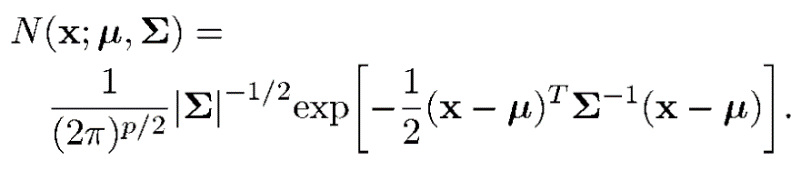 N(x; μ, Σ) =
1/(2π)^{p/2} |Σ|^{-1/2} exp[-1/2 (x − μ)^T Σ^{-1} (x − μ)].